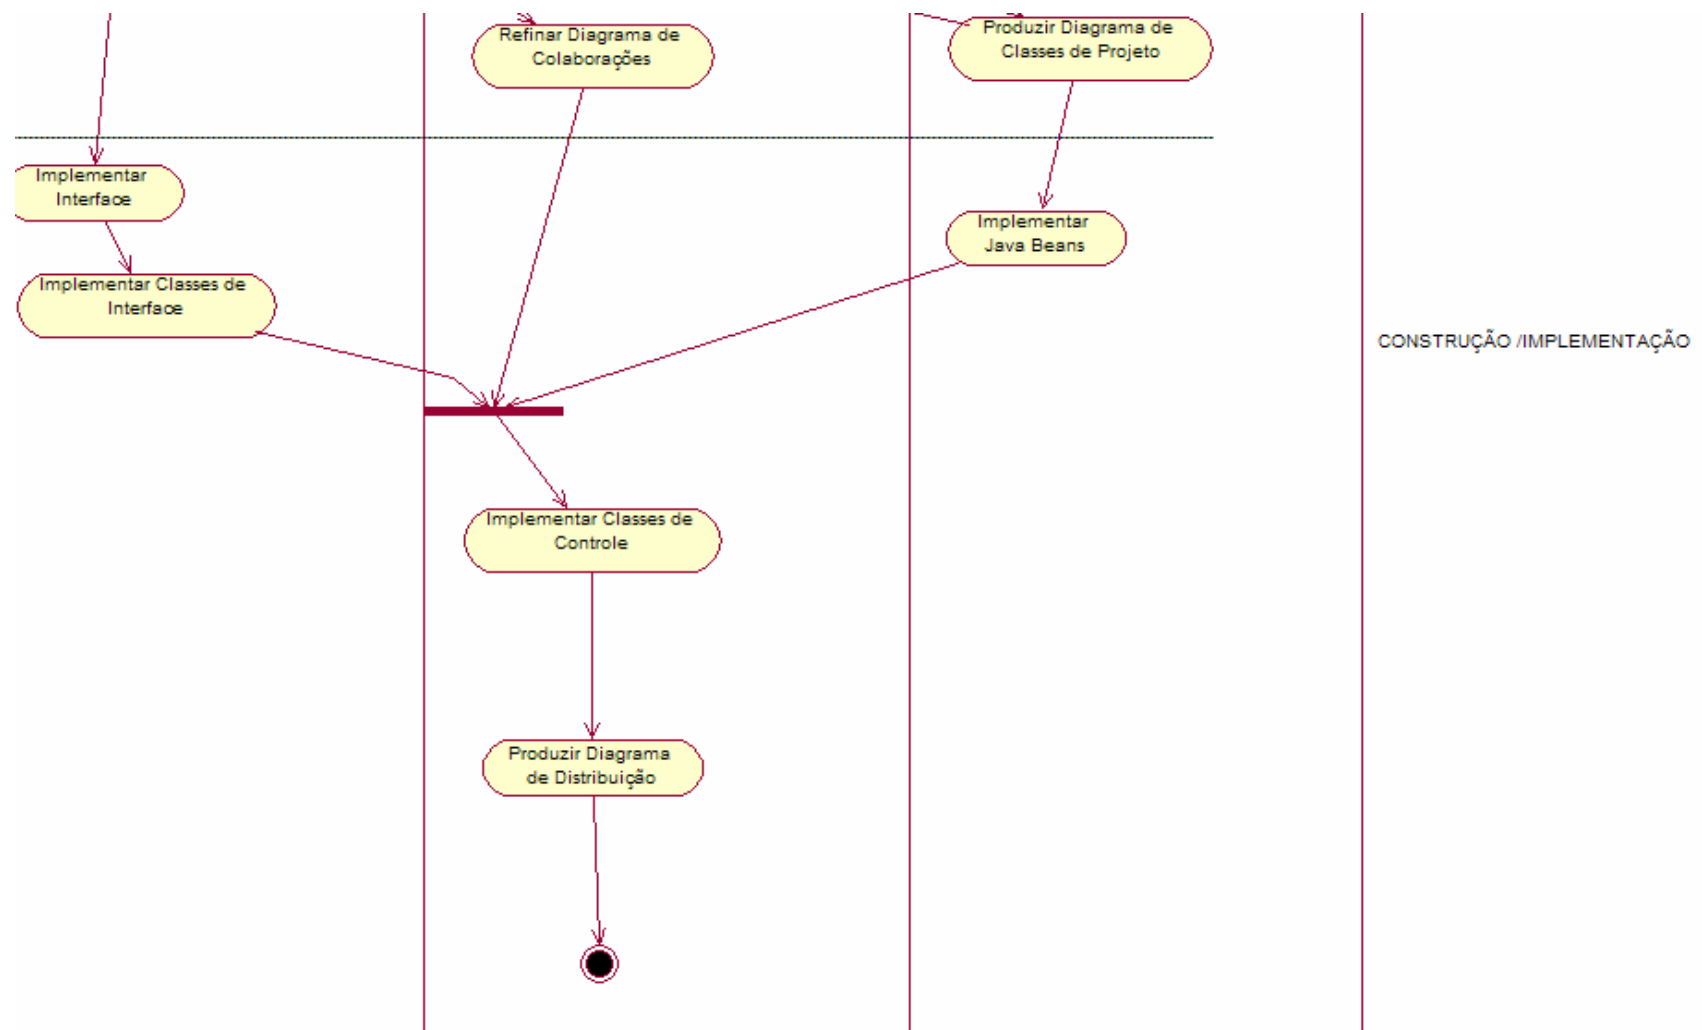 Refinar Diagrama de
Colaborações
Produzir Diagrama de
Classes de Projeto
Implementar
Interface
Implementar
Java Beans
Implementar Classes de
Interface
CONSTRUÇÃO /IMPLEMENTAÇÃO
Implementar Classes de
Controle
Produzir Diagrama
de Distribuição